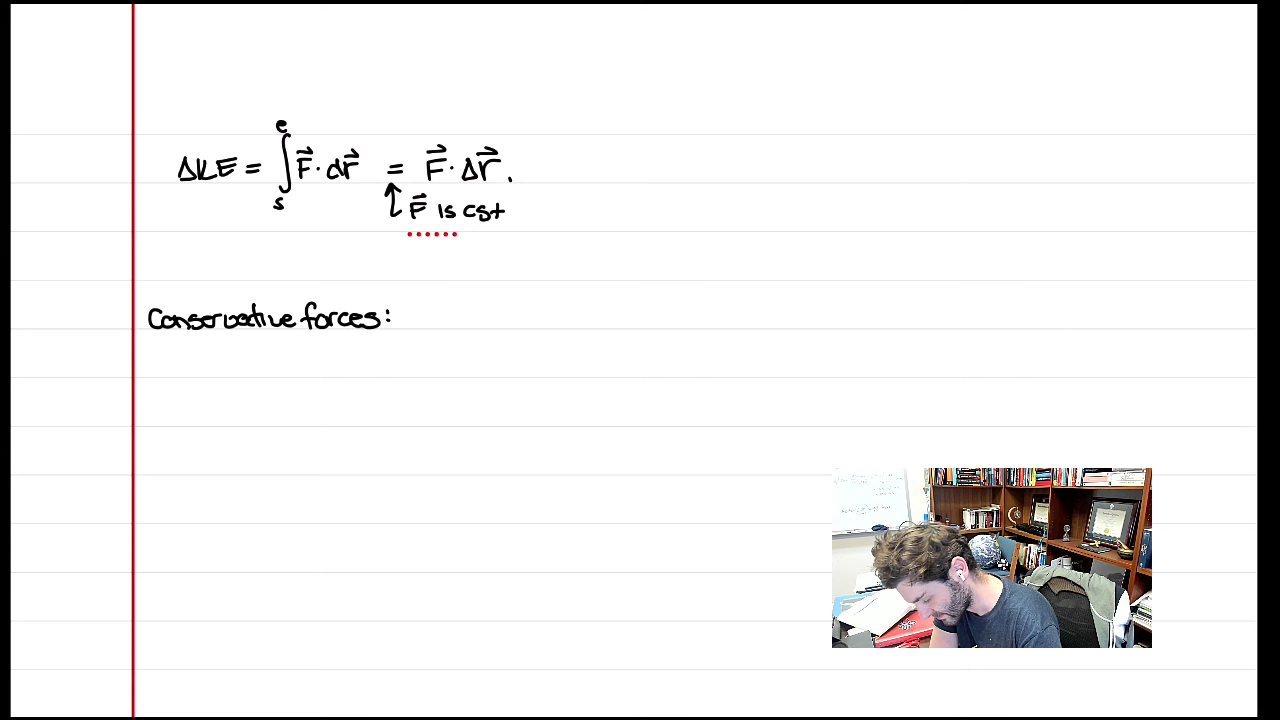 ΔKE = ∫ₛᵉ F⃗ · dr⃗ = F⃗ · Δr⃗.
F⃗ is cst
Conservative forces: